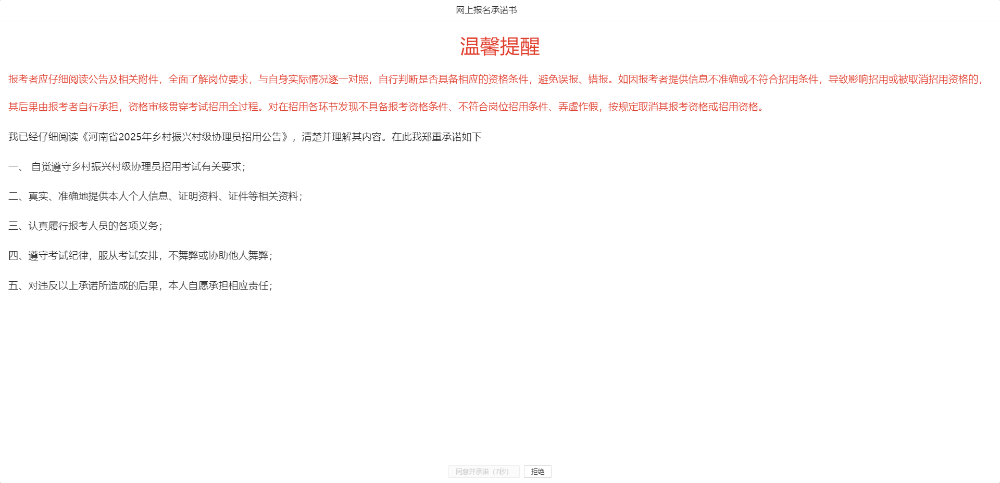 网上报名承诺书
温馨提醒
报考者应仔细阅读公告及相关附件，全面了解岗位要求，与自身实际情况逐一对照，自行判断是否具备相应的资格条件，避免误报、错报。如因报考者提供信息不准确或不符合招用条件，导致影响招用或被取消招用资格的，
其后果由报考者自行承担，资格审核贯穿考试招用全过程。对在招用各环节发现不具备报考资格条件、不符合岗位招用条件、弄虚作假，按规定取消其报考资格或招用资格。
我已经仔细阅读《河南省2025年乡村振兴村级协理员招用公告》，清楚并理解其内容。在此我郑重承诺如下
一、 自觉遵守乡村振兴村级协理员招用考试有关要求；
二、真实、准确地提供本人个人信息、证明资料、证件等相关资料；
三、认真履行报考人员的各项义务；
四、遵守考试纪律，服从考试安排，不舞弊或协助他人舞弊；
五、对违反以上承诺所造成的后果，本人自愿承担相应责任；
同意并承诺（7秒） 拒绝